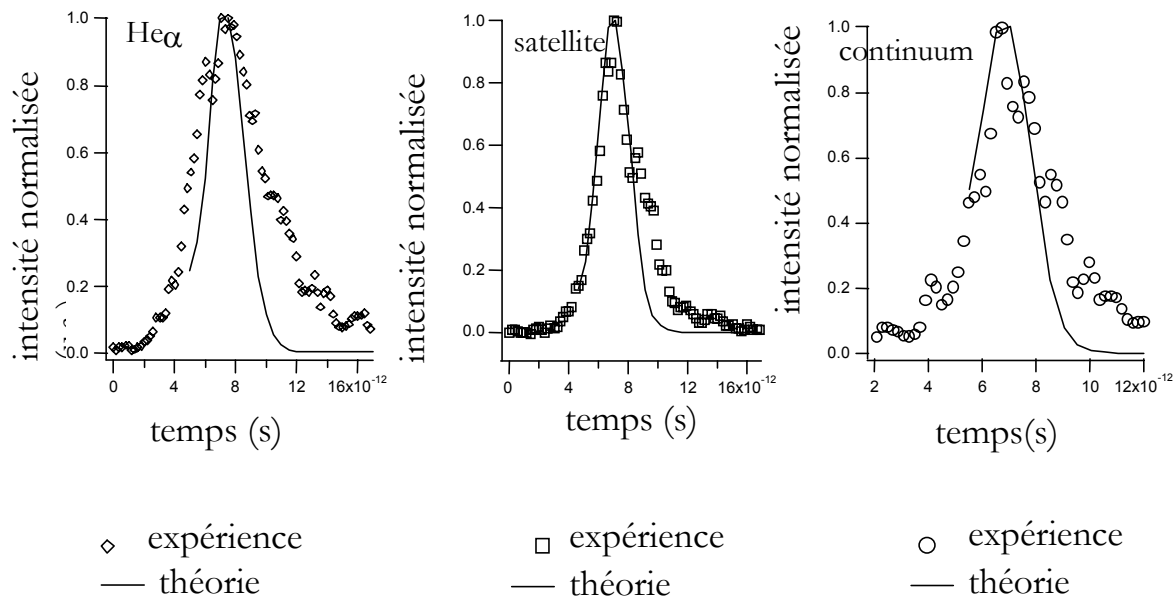 Heα
intensité normalisée
1.0
0.8
0.6
0.4
0.2
0.0
0 4 8 12 16x10-12
temps (s)
satellite
intensité normalisée
1.0
0.8
0.6
0.4
0.2
0.0
0 4 8 12 16x10-12
temps (s)
continuum
intensité normalisée
1.0
0.8
0.6
0.4
0.2
0.0
2 4 6 8 10 12x10-12
temps(s)
expérience
théorie
expérience
théorie
expérience
théorie